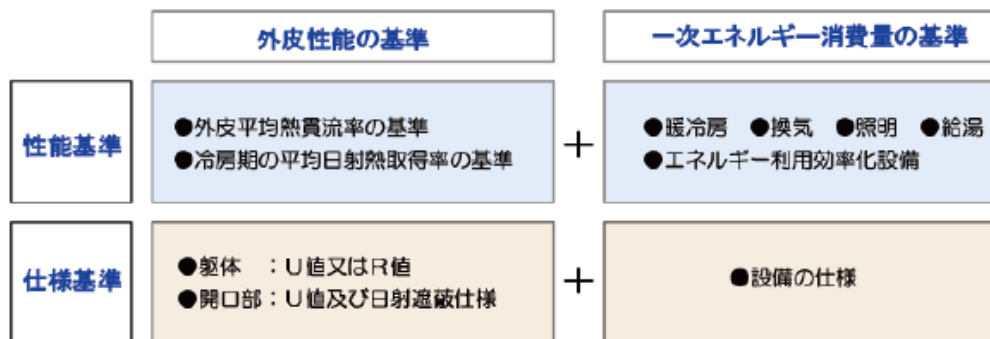 外皮性能の基準
一次エネルギー消費量の基準
性能基準
●外皮平均熱貫流率の基準
●冷房期の平均日射熱取得率の基準
＋
●暖冷房　●換気　●照明　●給湯
●エネルギー利用効率化設備
仕様基準
●躯体　：U値又はR値
●開口部：U値及び日射遮蔽仕様
＋
●設備の仕様